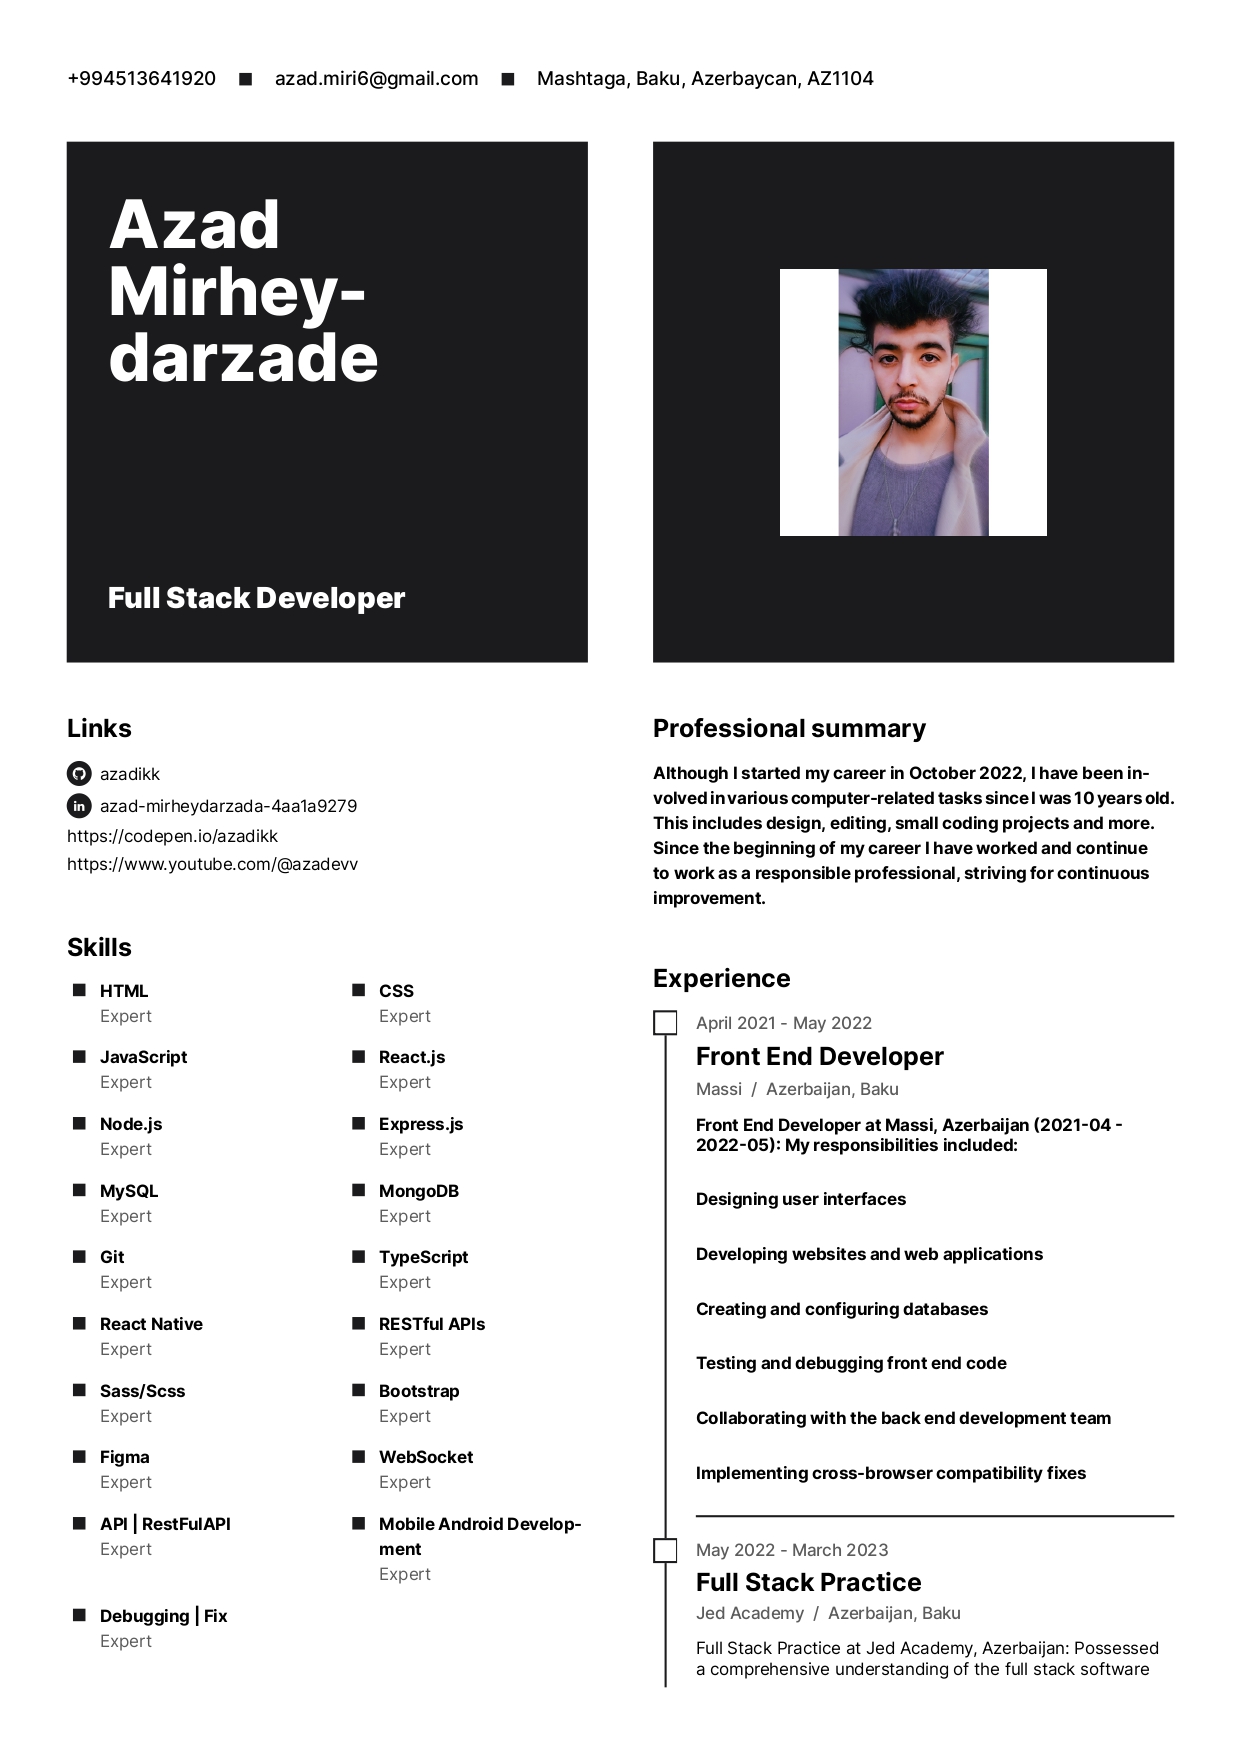 +994513641920 azad.miri6@gmail.com Mashtaga, Baku, Azerbaycan, AZ1104
Azad
Mirhey-
darzade
Full Stack Developer
Links
azadikk
azad-mirheydarzada-4aa1a9279
https://codepen.io/azadikk
https://www.youtube.com/@azadevv
Skills
HTML
Expert
CSS
Expert
JavaScript
Expert
React.js
Expert
Node.js
Expert
Express.js
Expert
MySQL
Expert
MongoDB
Expert
Git
Expert
TypeScript
Expert
React Native
Expert
RESTful APIs
Expert
Sass/Scss
Expert
Bootstrap
Expert
Figma
Expert
WebSocket
Expert
API | RestFulAPI
Expert
Mobile Android Develop-
ment
Expert
Debugging | Fix
Expert
Professional summary
Although I started my career in October 2022, I have been in-
volved in various computer-related tasks since I was 10 years old.
This includes design, editing, small coding projects and more.
Since the beginning of my career I have worked and continue
to work as a responsible professional, striving for continuous
improvement.
Experience
April 2021 - May 2022
Front End Developer
Massi / Azerbaijan, Baku
Front End Developer at Massi, Azerbaijan (2021-04 -
2022-05): My responsibilities included:
Designing user interfaces
Developing websites and web applications
Creating and configuring databases
Testing and debugging front end code
Collaborating with the back end development team
Implementing cross-browser compatibility fixes
May 2022 - March 2023
Full Stack Practice
Jed Academy / Azerbaijan, Baku
Full Stack Practice at Jed Academy, Azerbaijan: Possessed
a comprehensive understanding of the full stack software